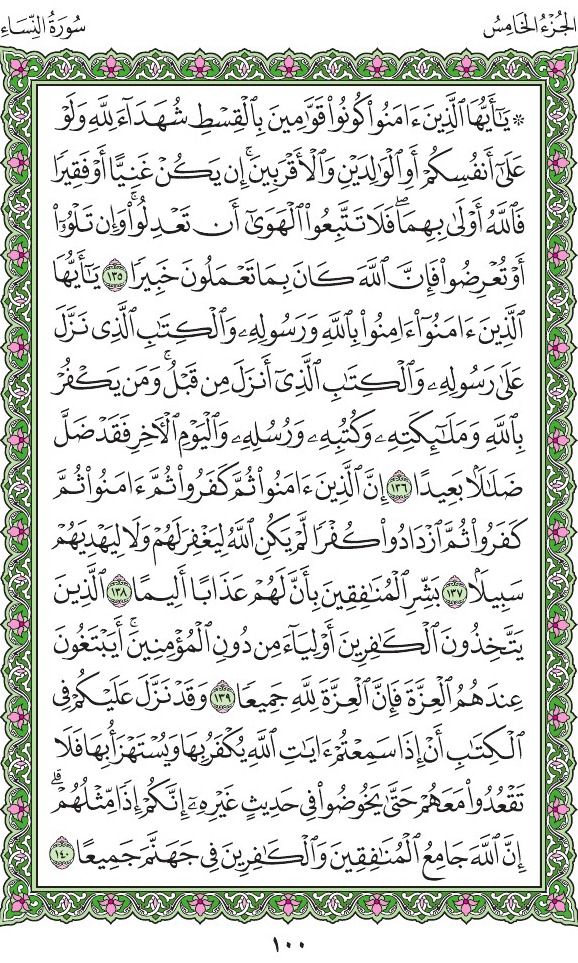 الجُزْءُ الخَامِسُ
سُورَةُ النِّسَاءِ
۞ يَٰٓأَيُّهَا ٱلَّذِينَ ءَامَنُواْ كُونُواْ قَوَّٰمِينَ بِٱلۡقِسۡطِ شُهَدَآءَ لِلَّهِ وَلَوۡ
عَلَىٰٓ أَنفُسِكُمۡ أَوِ ٱلۡوَٰلِدَيۡنِ وَٱلۡأَقۡرَبِينَۚ إِن يَكُنۡ غَنِيًّا أَوۡ فَقِيرٗا
فَٱللَّهُ أَوۡلَىٰ بِهِمَاۖ فَلَا تَتَّبِعُواْ ٱلۡهَوَىٰٓ أَن تَعۡدِلُواْۚ وَإِن تَلۡوُۥٓاْ
أَوۡ تُعۡرِضُواْ فَإِنَّ ٱللَّهَ كَانَ بِمَا تَعۡمَلُونَ خَبِيرٗا ١٣٥ يَٰٓأَيُّهَا
ٱلَّذِينَ ءَامَنُوٓاْ ءَامِنُواْ بِٱللَّهِ وَرَسُولِهِۦ وَٱلۡكِتَٰبِ ٱلَّذِي نَزَّلَ
عَلَىٰ رَسُولِهِۦ وَٱلۡكِتَٰبِ ٱلَّذِيٓ أَنزَلَ مِن قَبۡلُۚ وَمَن يَكۡفُرۡ
بِٱللَّهِ وَمَلَٰٓئِكَتِهِۦ وَكُتُبِهِۦ وَرُسُلِهِۦ وَٱلۡيَوۡمِ ٱلۡأٓخِرِ فَقَدۡ ضَلَّ
ضَلَٰلَۢا بَعِيدًا ١٣٦ إِنَّ ٱلَّذِينَ ءَامَنُواْ ثُمَّ كَفَرُواْ ثُمَّ ءَامَنُواْ ثُمَّ
كَفَرُواْ ثُمَّ ٱزۡدَادُواْ كُفۡرٗا لَّمۡ يَكُنِ ٱللَّهُ لِيَغۡفِرَ لَهُمۡ وَلَا لِيَهۡدِيَهُمۡ
سَبِيلَۢا ١٣٧ بَشِّرِ ٱلۡمُنَٰفِقِينَ بِأَنَّ لَهُمۡ عَذَابًا أَلِيمًا ١٣٨ ٱلَّذِينَ
يَتَّخِذُونَ ٱلۡكَٰفِرِينَ أَوۡلِيَآءَ مِن دُونِ ٱلۡمُؤۡمِنِينَۚ أَيَبۡتَغُونَ
عِندَهُمُ ٱلۡعِزَّةَ فَإِنَّ ٱلۡعِزَّةَ لِلَّهِ جَمِيعٗا ١٣٩ وَقَدۡ نَزَّلَ عَلَيۡكُمۡ فِي
ٱلۡكِتَٰبِ أَنۡ إِذَا سَمِعۡتُمۡ ءَايَٰتِ ٱللَّهِ يُكۡفَرُ بِهَا وَيُسۡتَهۡزَأُ بِهَا فَلَا
تَقۡعُدُواْ مَعَهُمۡ حَتَّىٰ يَخُوضُواْ فِي حَدِيثٍ غَيۡرِهِۦٓ إِنَّكُمۡ إِذٗا مِّثۡلُهُمۡۗ
إِنَّ ٱللَّهَ جَامِعُ ٱلۡمُنَٰفِقِينَ وَٱلۡكَٰفِرِينَ فِي جَهَنَّمَ جَمِيعًا ١٤٠
١٠٠